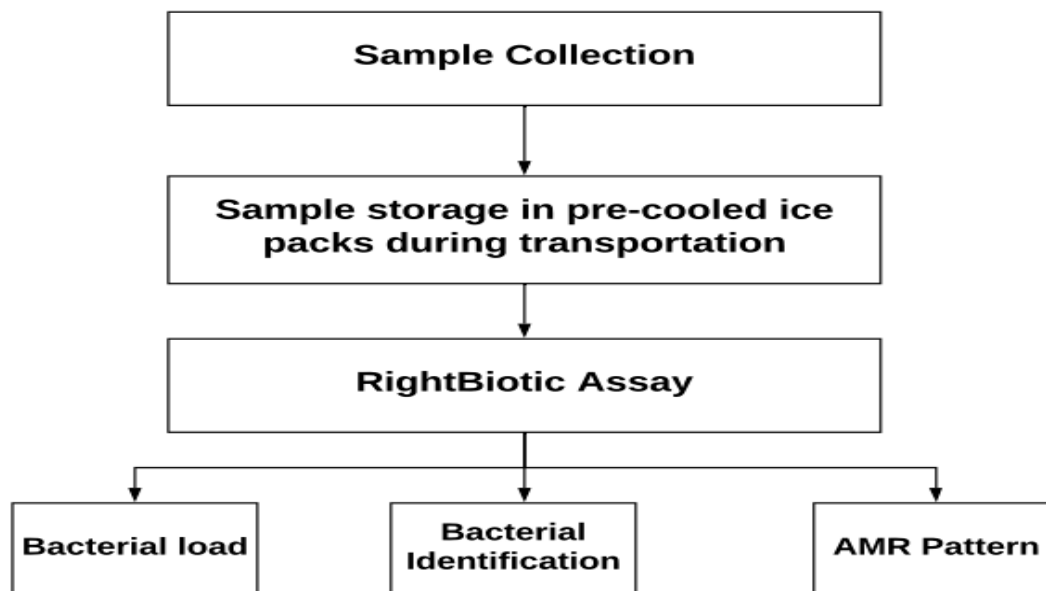 Sample Collection
Sample storage in pre-cooled ice
packs during transportation
RightBiotic Assay
Bacterial load
Bacterial
Identification
AMR Pattern